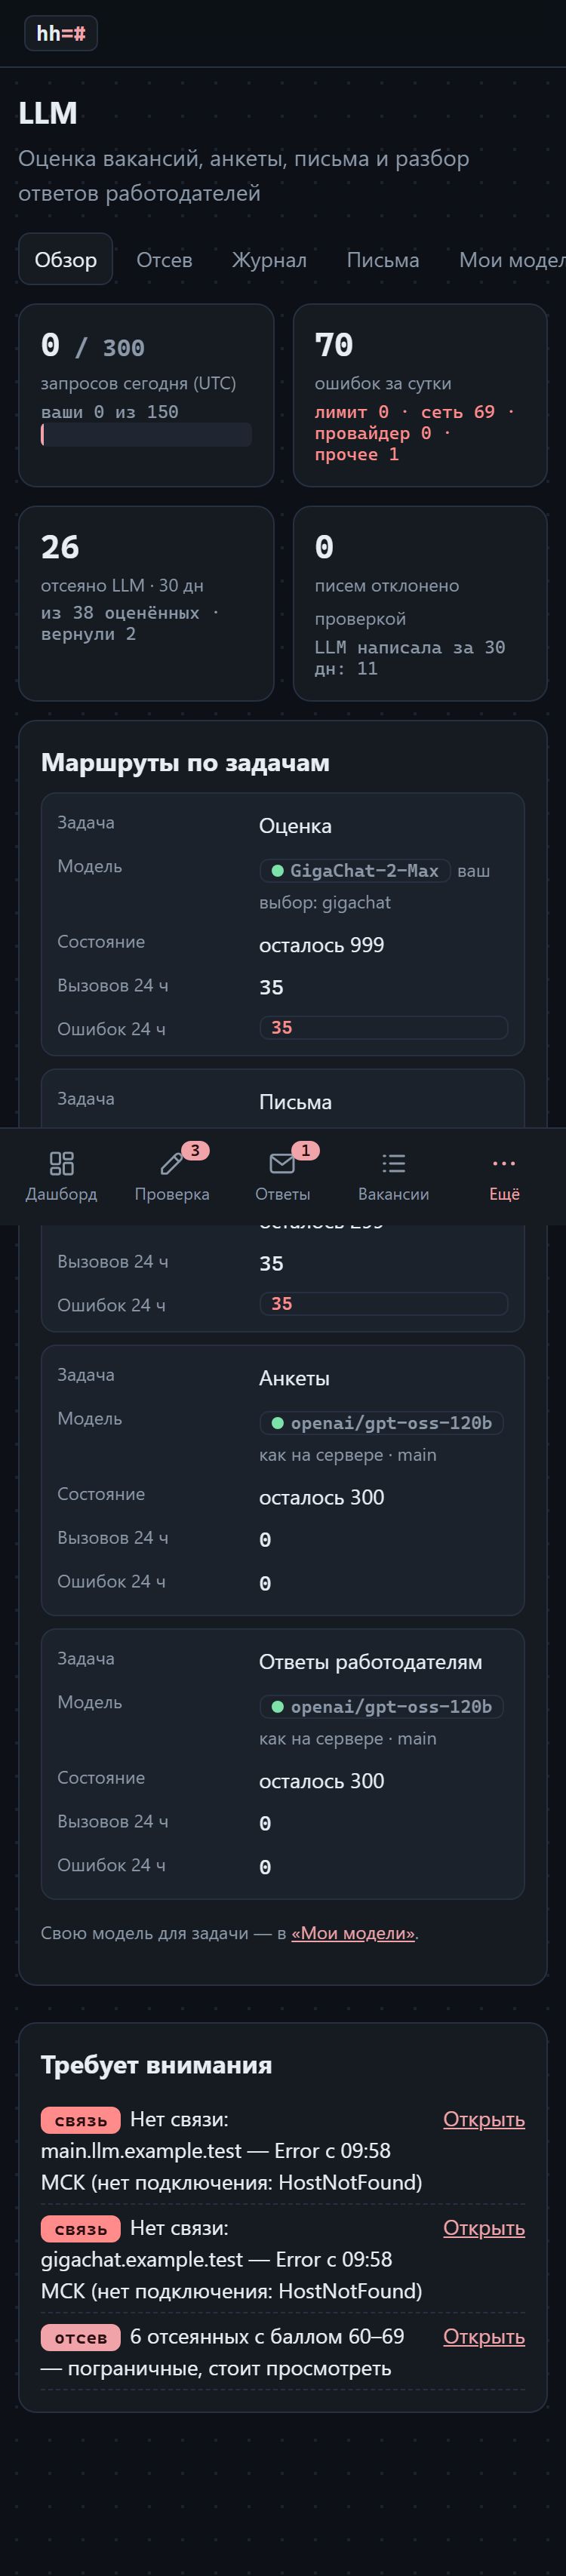 hh=#
LLM
Оценка вакансий, анкеты, письма и разбор
ответов работодателей
Обзор Отсев Журнал Письма Мои модел
0 / 300
запросов сегодня (UTC)
ваши 0 из 150
70
ошибок за сутки
лимит 0 · сеть 69 ·
провайдер 0 ·
прочее 1
26
отсеяно LLM · 30 дн
из 38 оценённых ·
вернули 2
0
писем отклонено
проверкой
LLM написала за 30
дн: 11
Маршруты по задачам
Задача Оценка
Модель GigaChat-2-Max ваш
выбор: gigachat
Состояние осталось 999
Вызовов 24 ч 35
Ошибок 24 ч 35
Задача Письма
3 1
Дашборд Проверка Ответы Вакансии Ещё
Вызовов 24 ч 35
Ошибок 24 ч 35
Задача Анкеты
Модель openai/gpt-oss-120b
как на сервере · main
Состояние осталось 300
Вызовов 24 ч 0
Ошибок 24 ч 0
Задача Ответы работодателям
Модель openai/gpt-oss-120b
как на сервере · main
Состояние осталось 300
Вызовов 24 ч 0
Ошибок 24 ч 0
Свою модель для задачи — в «Мои модели».
Требует внимания
связь Нет связи: Открыть
main.llm.example.test — Error с 09:58
МСК (нет подключения: HostNotFound)
связь Нет связи: Открыть
gigachat.example.test — Error с 09:58
МСК (нет подключения: HostNotFound)
отсев 6 отсеянных с баллом 60–69 Открыть
— пограничные, стоит просмотреть